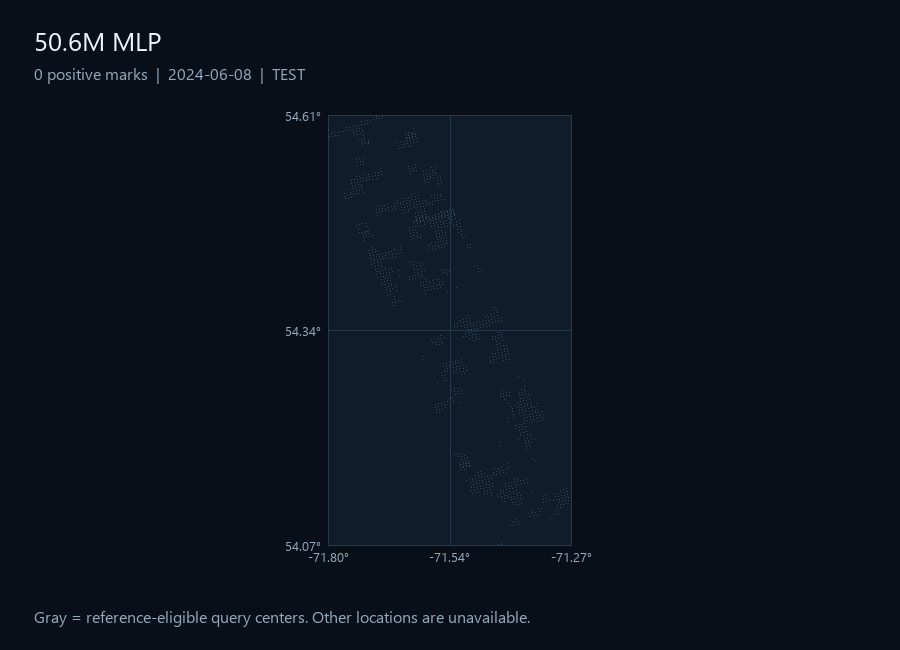 50.6M MLP
0 positive marks | 2024-06-08 | TEST
54.61°
54.34°
54.07°
-71.80° -71.54° -71.27°
Gray = reference-eligible query centers. Other locations are unavailable.